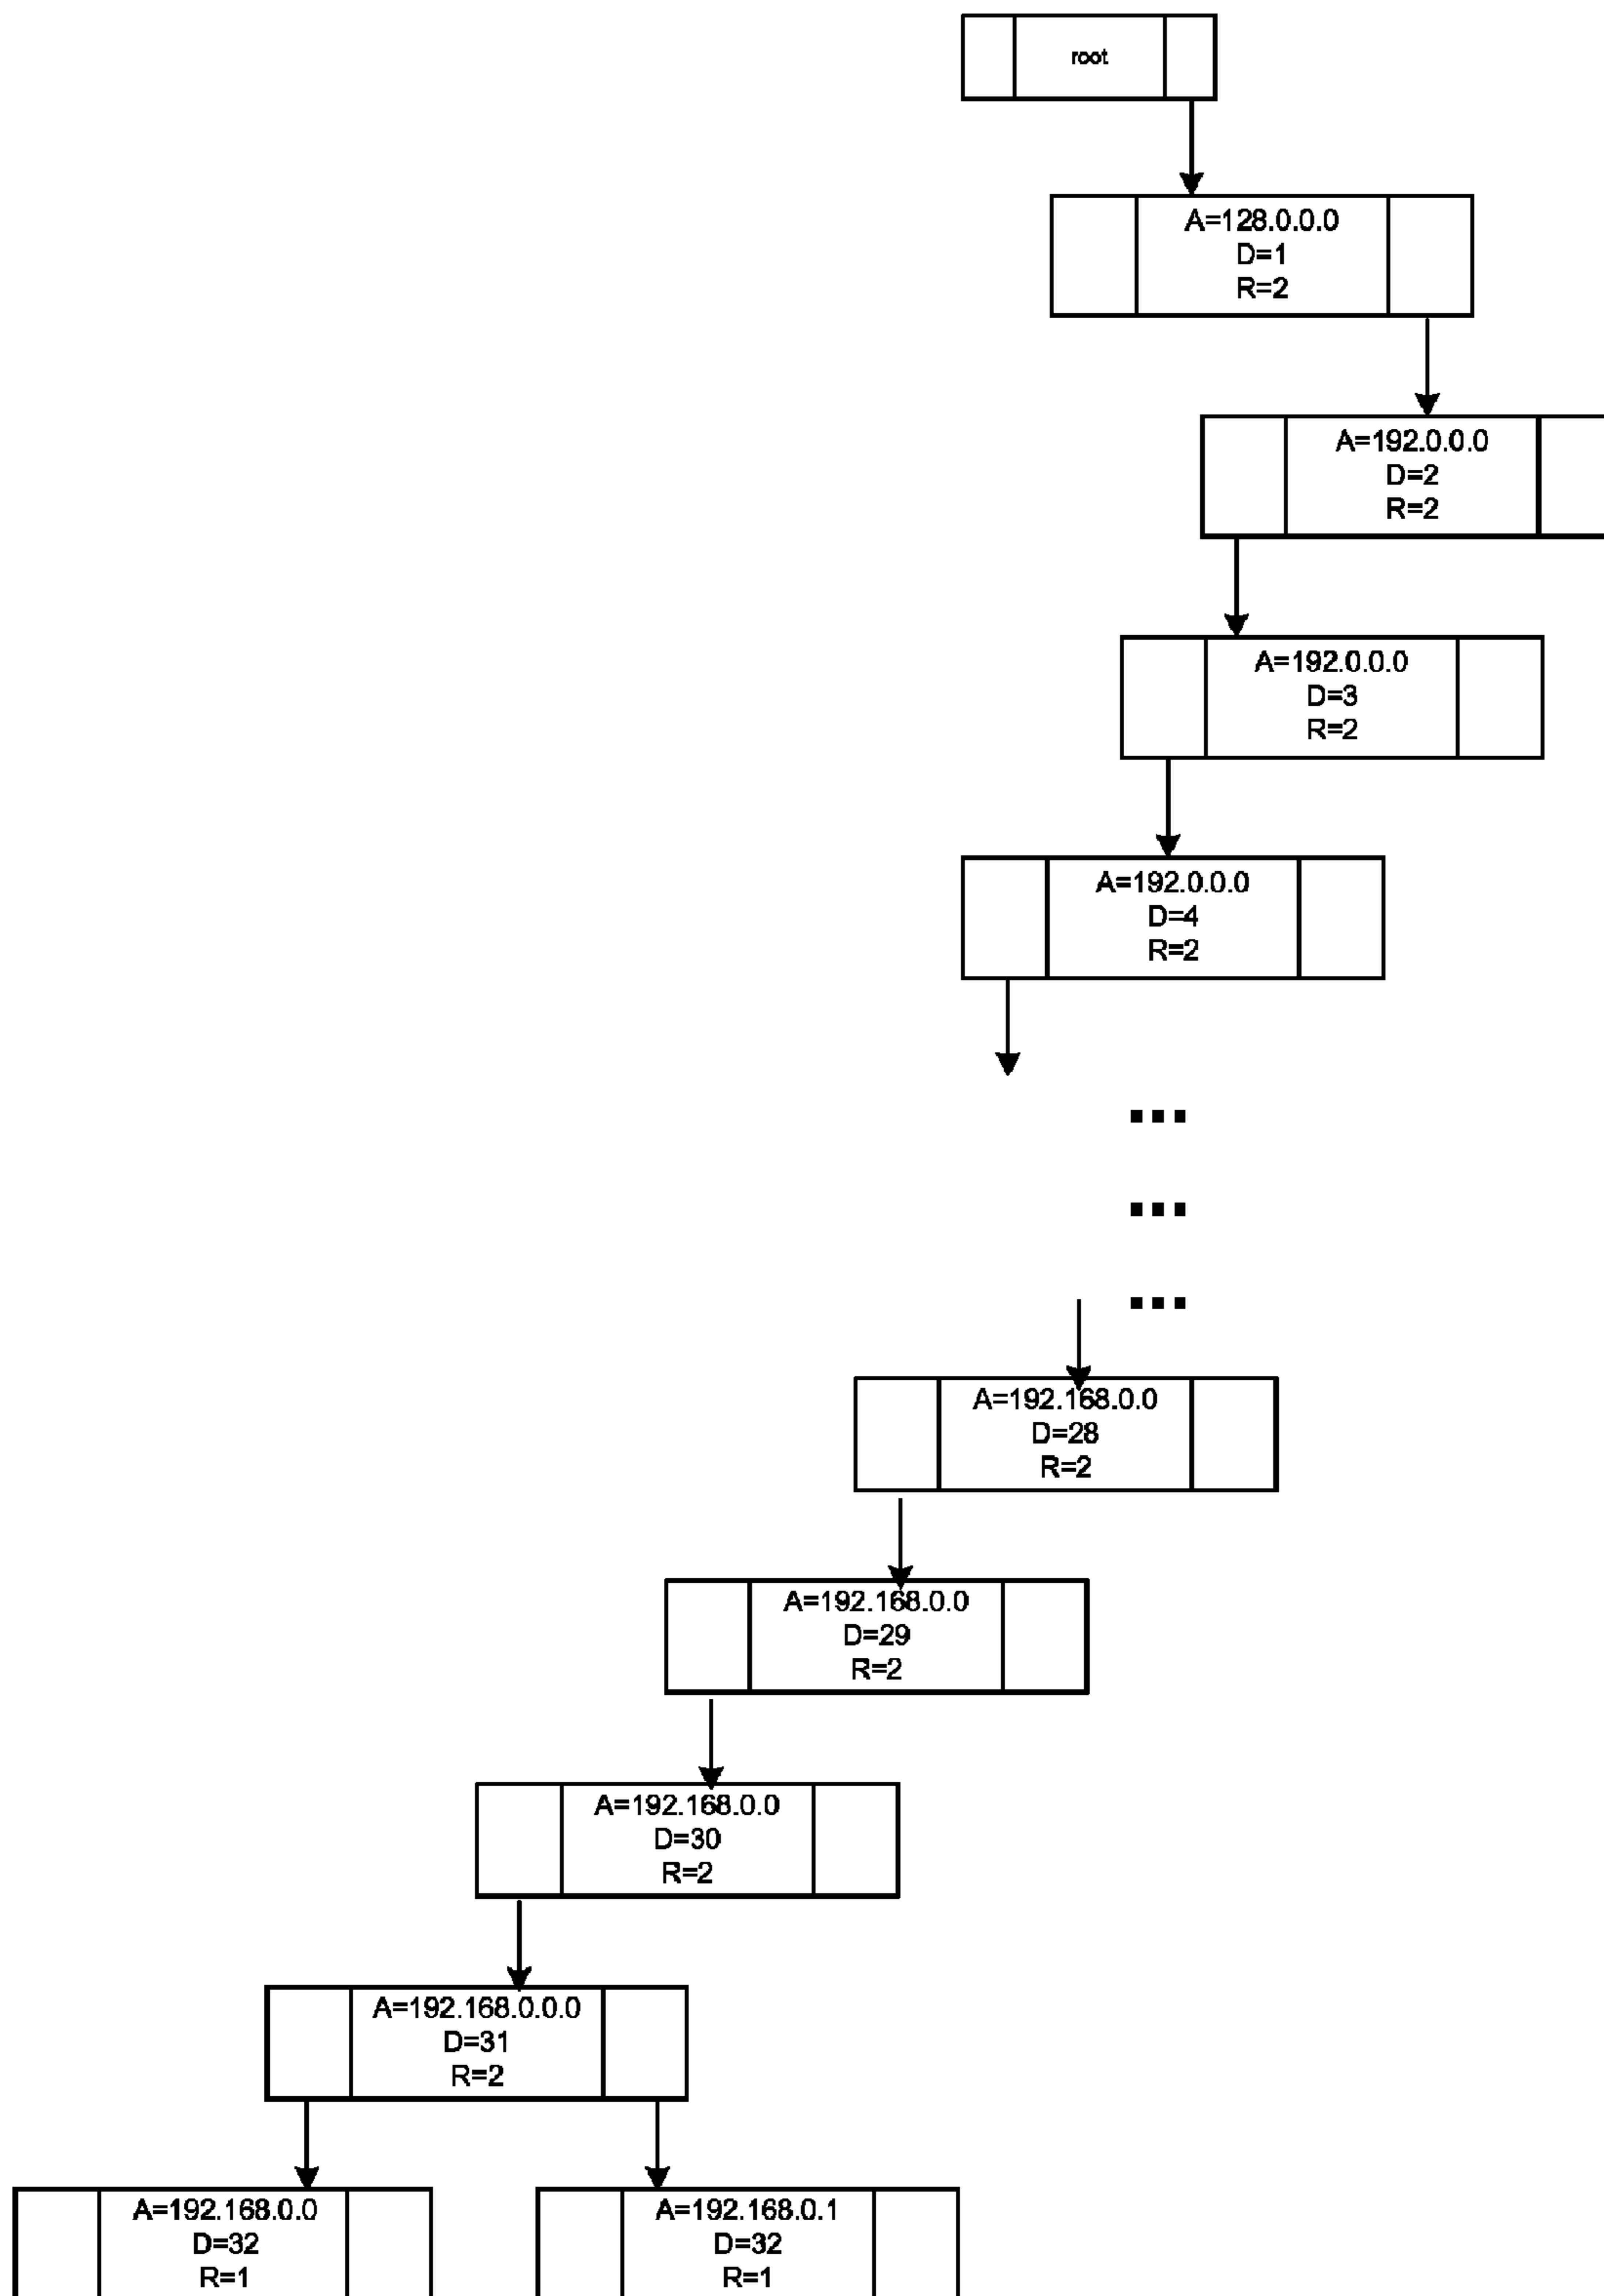 root
A=128.0.0.0
D=1
R=2
A=192.0.0.0
D=2
R=2
A=192.0.0.0
D=3
R=2
A=192.0.0.0
D=4
R=2
...
...
...
A=192.168.0.0
D=28
R=2
A=192.168.0.0
D=29
R=2
A=192.168.0.0
D=30
R=2
A=192.168.0.0.0
D=31
R=2
A=192.168.0.0
D=32
R=1
A=192.168.0.1
D=32
R=1